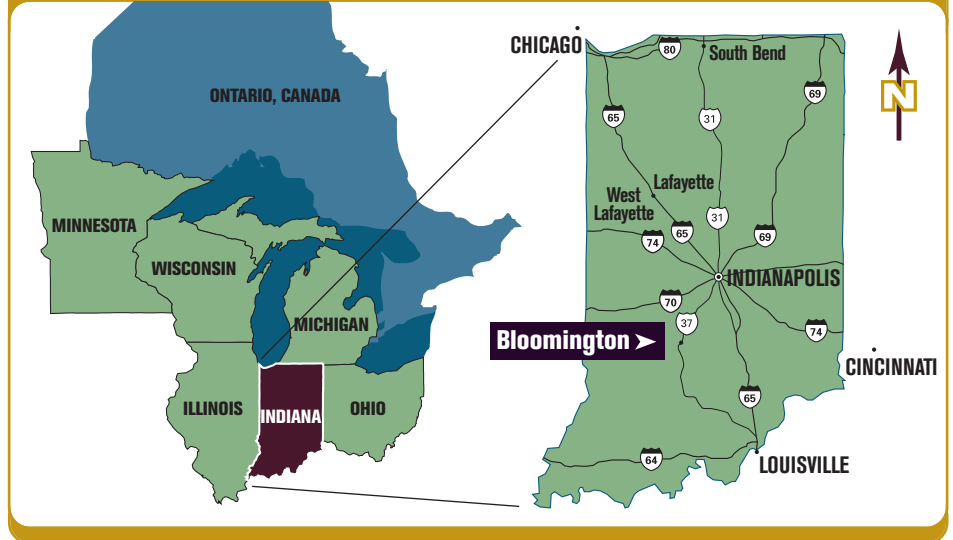 ONTARIO, CANADA
MINNESOTA
WISCONSIN
MICHIGAN
ILLINOIS
INDIANA
OHIO
CHICAGO
80
South Bend
69
65
31
N
Lafayette
West
Lafayette
31
65
74
69
INDIANAPOLIS
70
37
74
Bloomington
CINCINNATI
65
64
LOUISVILLE